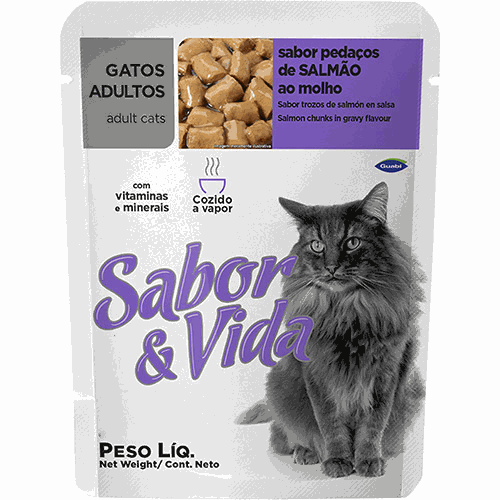 GATOS
ADULTOS
adult cats
sabor pedaços
de SALMÃO
ao molho
Sabor trozos de salmón en salsa
Salmon chunks in gravy flavour
Guabi
com
vitaminas
e minerais
Cozido
a vapor
Sabor
& Vida
PESO LÍQ.
Net Weight/ Cont. Neto